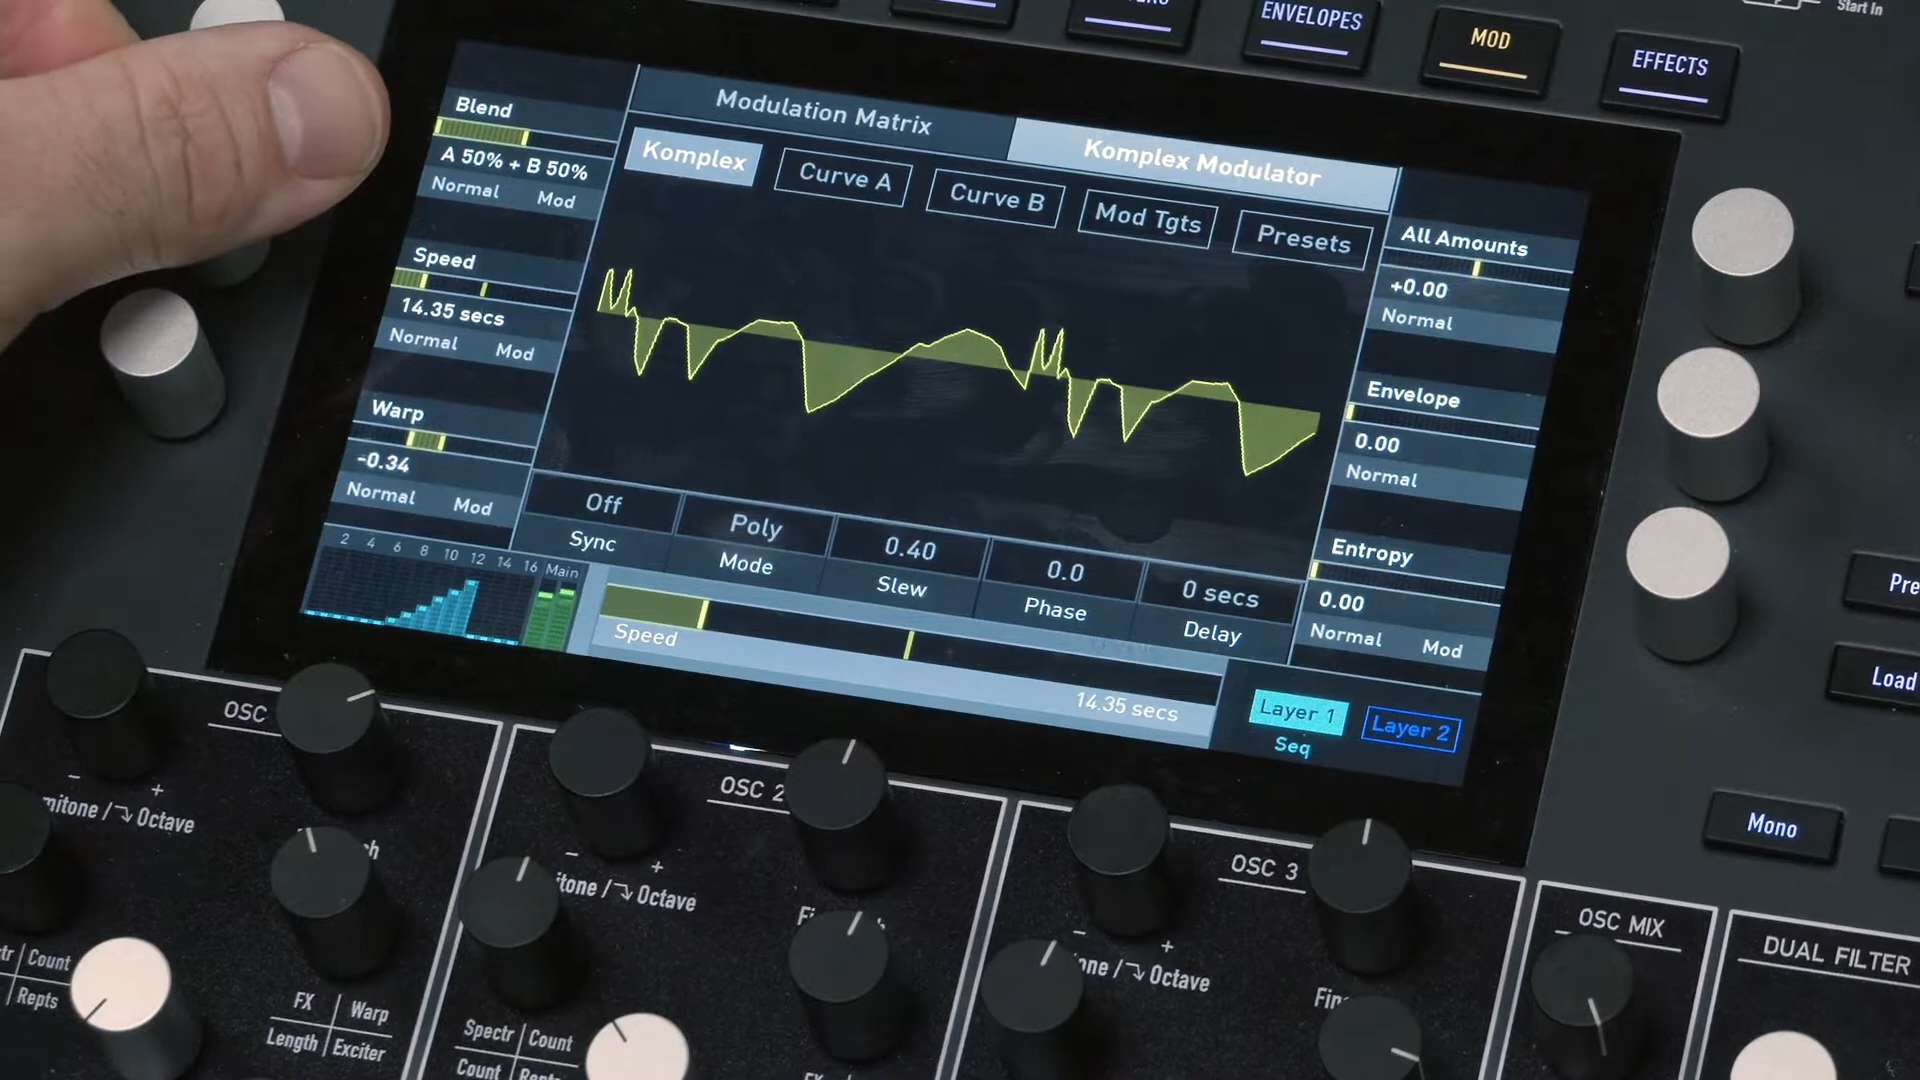 Start In
ENVELOPES
MOD
EFFECTS
Modulation Matrix
Komplex Modulator
Komplex
Curve A
Curve B
Mod Tgts
Presets
Blend
A 50% + B 50%
Normal Mod
Speed
14.35 secs
Normal Mod
Warp
-0.34
Normal Mod
All Amounts
+0.00
Normal
Envelope
0.00
Normal
Entropy
0.00
Normal Mod
Off
Sync
Poly
Mode
0.40
Slew
0.0
Phase
0 secs
Delay
2 4 6 8 10 12 14 16 Main
Speed
14.35 secs
Layer 1
Seq
Layer 2
Load
Mono
OSC
- +
/ Octave
FX Warp
Length Exciter
Count
Repts
OSC 2
- +
/ Octave
Spectr Count
Count
OSC 3
- +
/ Octave
OSC MIX
DUAL FILTER